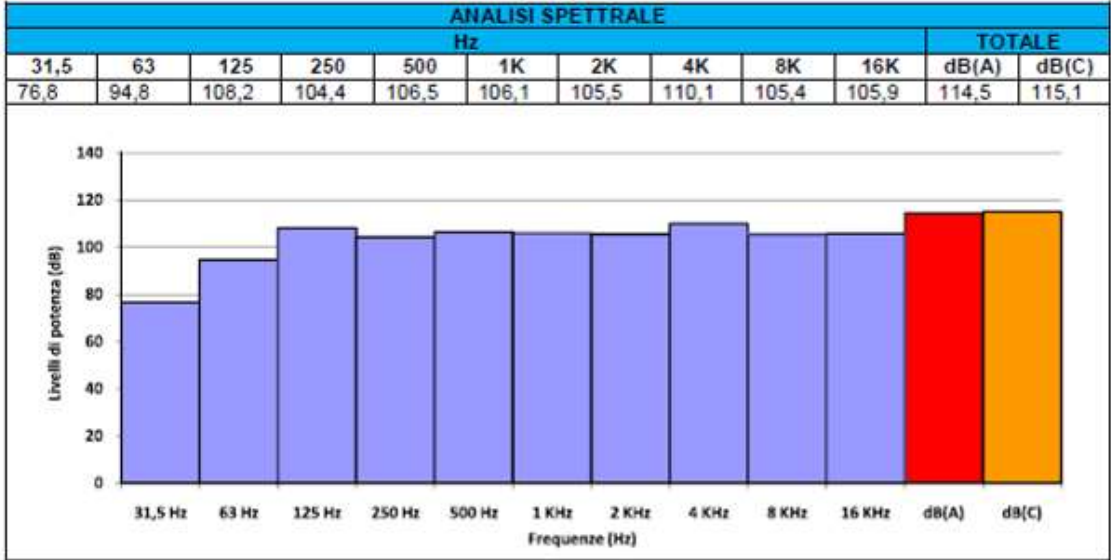 ANALISI SPETTRALE
Hz TOTALE
31,5 63 125 250 500 1K 2K 4K 8K 16K dB(A) dB(C)
76,8 94,8 108,2 104,4 106,5 106,1 105,5 110,1 105,4 105,9 114,5 115,1
140
120
100
80
60
40
20
0
Livelli di potenza (dB)
31,5 Hz 63 Hz 125 Hz 250 Hz 500 Hz 1 KHz 2 KHz 4 KHz 8 KHz 16 KHz dB(A) dB(C)
Frequenze (Hz)